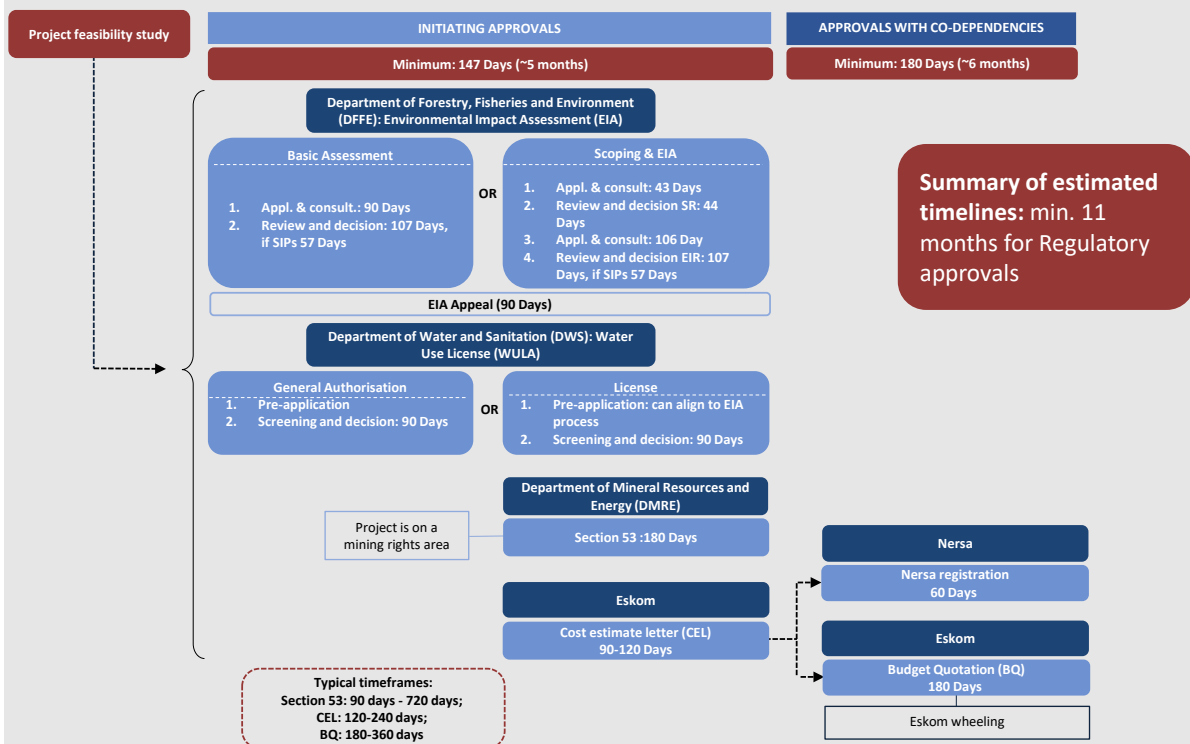 Project feasibility study
INITIATING APPROVALS
APPROVALS WITH CO-DEPENDENCIES
Minimum: 147 Days (~5 months)
Minimum: 180 Days (~6 months)
Department of Forestry, Fisheries and Environment
(DFFE): Environmental Impact Assessment (EIA)
Basic Assessment
1. Appl. & consult.: 90 Days
2. Review and decision: 107 Days,
if SIPs 57 Days
OR
Scoping & EIA
1. Appl. & consult: 43 Days
2. Review and decision SR: 44
Days
3. Appl. & consult: 106 Day
4. Review and decision EIR: 107
Days, if SIPs 57 Days
Summary of estimated
timelines: min. 11
months for Regulatory
approvals
EIA Appeal (90 Days)
Department of Water and Sanitation (DWS): Water
Use License (WULA)
General Authorisation
1. Pre-application
2. Screening and decision: 90 Days
OR
License
1. Pre-application: can align to EIA
process
2. Screening and decision: 90 Days
Department of Mineral Resources and
Energy (DMRE)
Project is on a
mining rights area
Section 53 :180 Days
Eskom
Cost estimate letter (CEL)
90-120 Days
Nersa
Nersa registration
60 Days
Eskom
Budget Quotation (BQ)
180 Days
Eskom wheeling
Typical timeframes:
Section 53: 90 days - 720 days;
CEL: 120-240 days;
BQ: 180-360 days